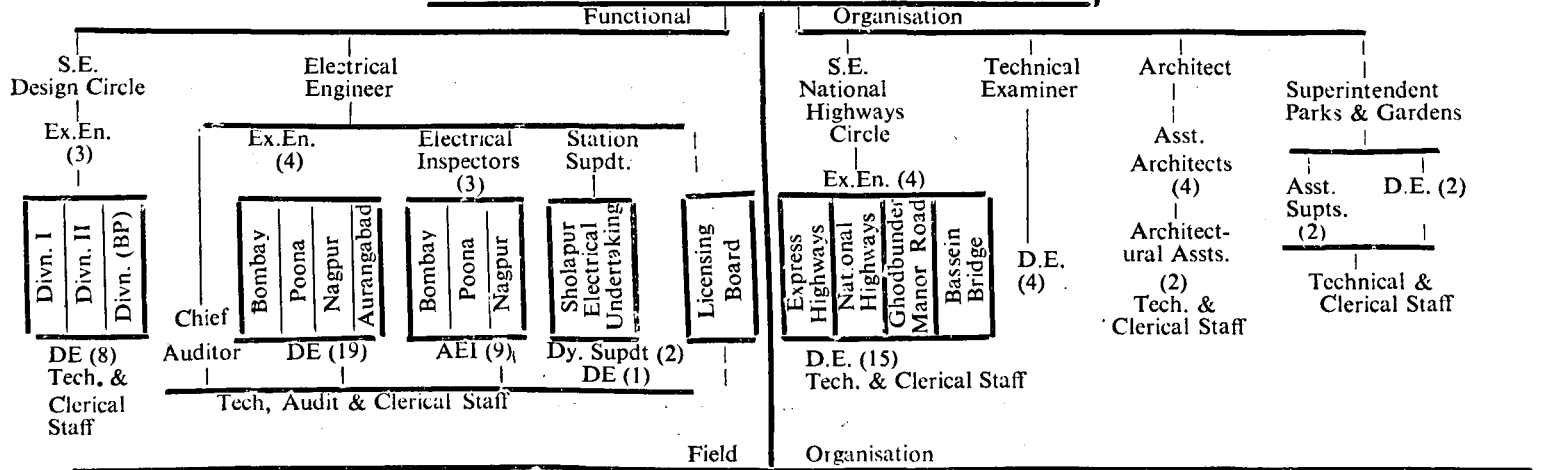 Functional Organisation
S.E.
Design Circle
Ex.En.
(3)
Divn. I
Divn. II
Divn. (BP)
DE (8)
Tech. &
Clerical
Staff
Electrical
Engineer
Chief
Auditor
Ex.En.
(4)
Bombay
Poona
Nagpur
Aurangabad
DE (19)
Electrical
Inspectors
(3)
Bombay
Poona
Nagpur
AEI (9)
Station
Supdt.
Sholapur
Electrical
Undertaking
Dy. Supdt (2)
DE (1)
Licensing
Board
Tech, Audit & Clerical Staff
S.E.
National
Highways
Circle
Ex.En. (4)
Express
Highways
National
Highways
Ghodbunder
Manor Road
Bassein
Bridge
D.E. (15)
Tech. & Clerical Staff
Technical
Examiner
D.E.
(4)
Architect
Asst.
Architects
(4)
Architect-
ural Assts.
(2)
Tech. &
Clerical Staff
Superintendent
Parks & Gardens
Asst.
Supts.
(2)
D.E. (2)
Technical &
Clerical Staff
Field Organisation